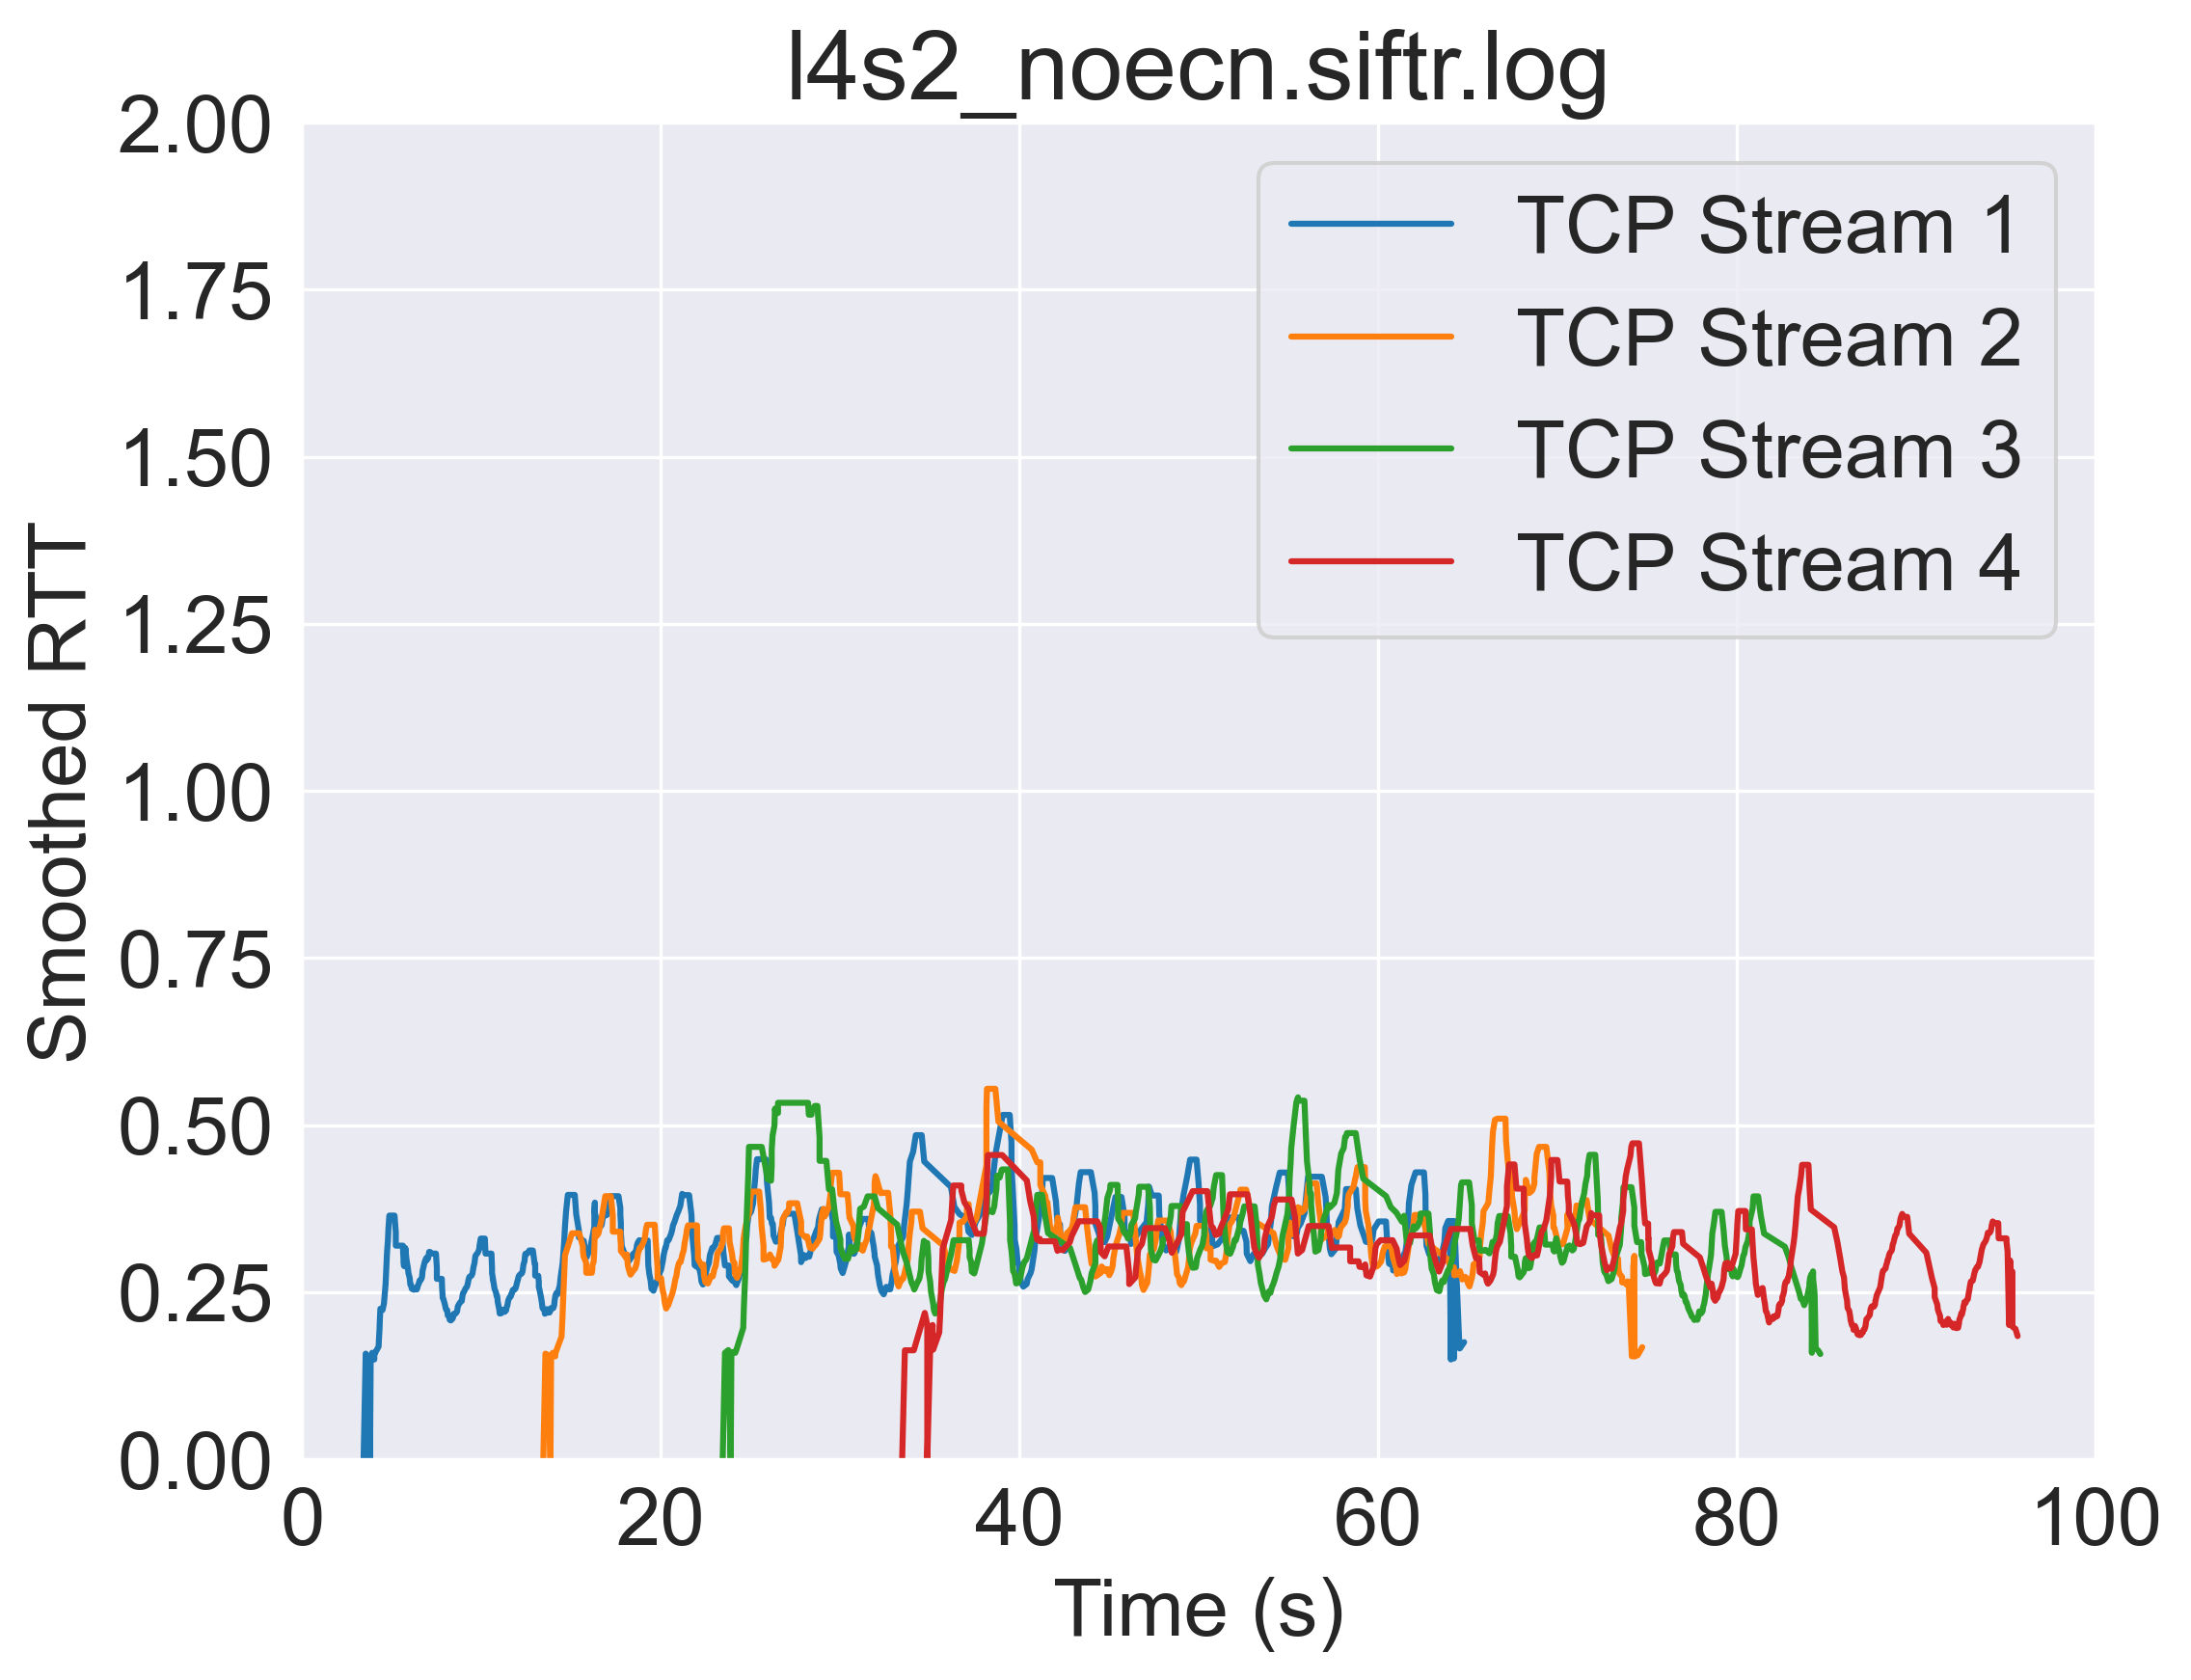 l4s2_noecn.siftr.log
2.00
1.75
1.50
1.25
1.00
0.75
0.50
0.25
0.00
Smoothed RTT
TCP Stream 1
TCP Stream 2
TCP Stream 3
TCP Stream 4
0 20 40 60 80 100
Time (s)